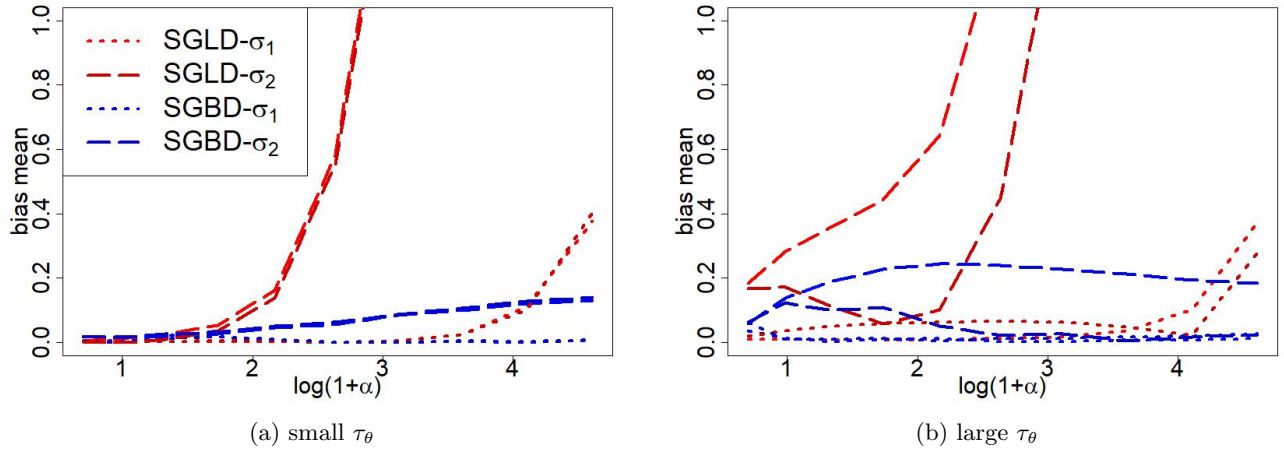 SGLD-σ₁
SGLD-σ₂
SGBD-σ₁
SGBD-σ₂
bias mean
0.0 0.2 0.4 0.6 0.8 1.0
1 2 3 4
log(1+α)
(a) small τ_θ
bias mean
0.0 0.2 0.4 0.6 0.8 1.0
1 2 3 4
log(1+α)
(b) large τ_θ